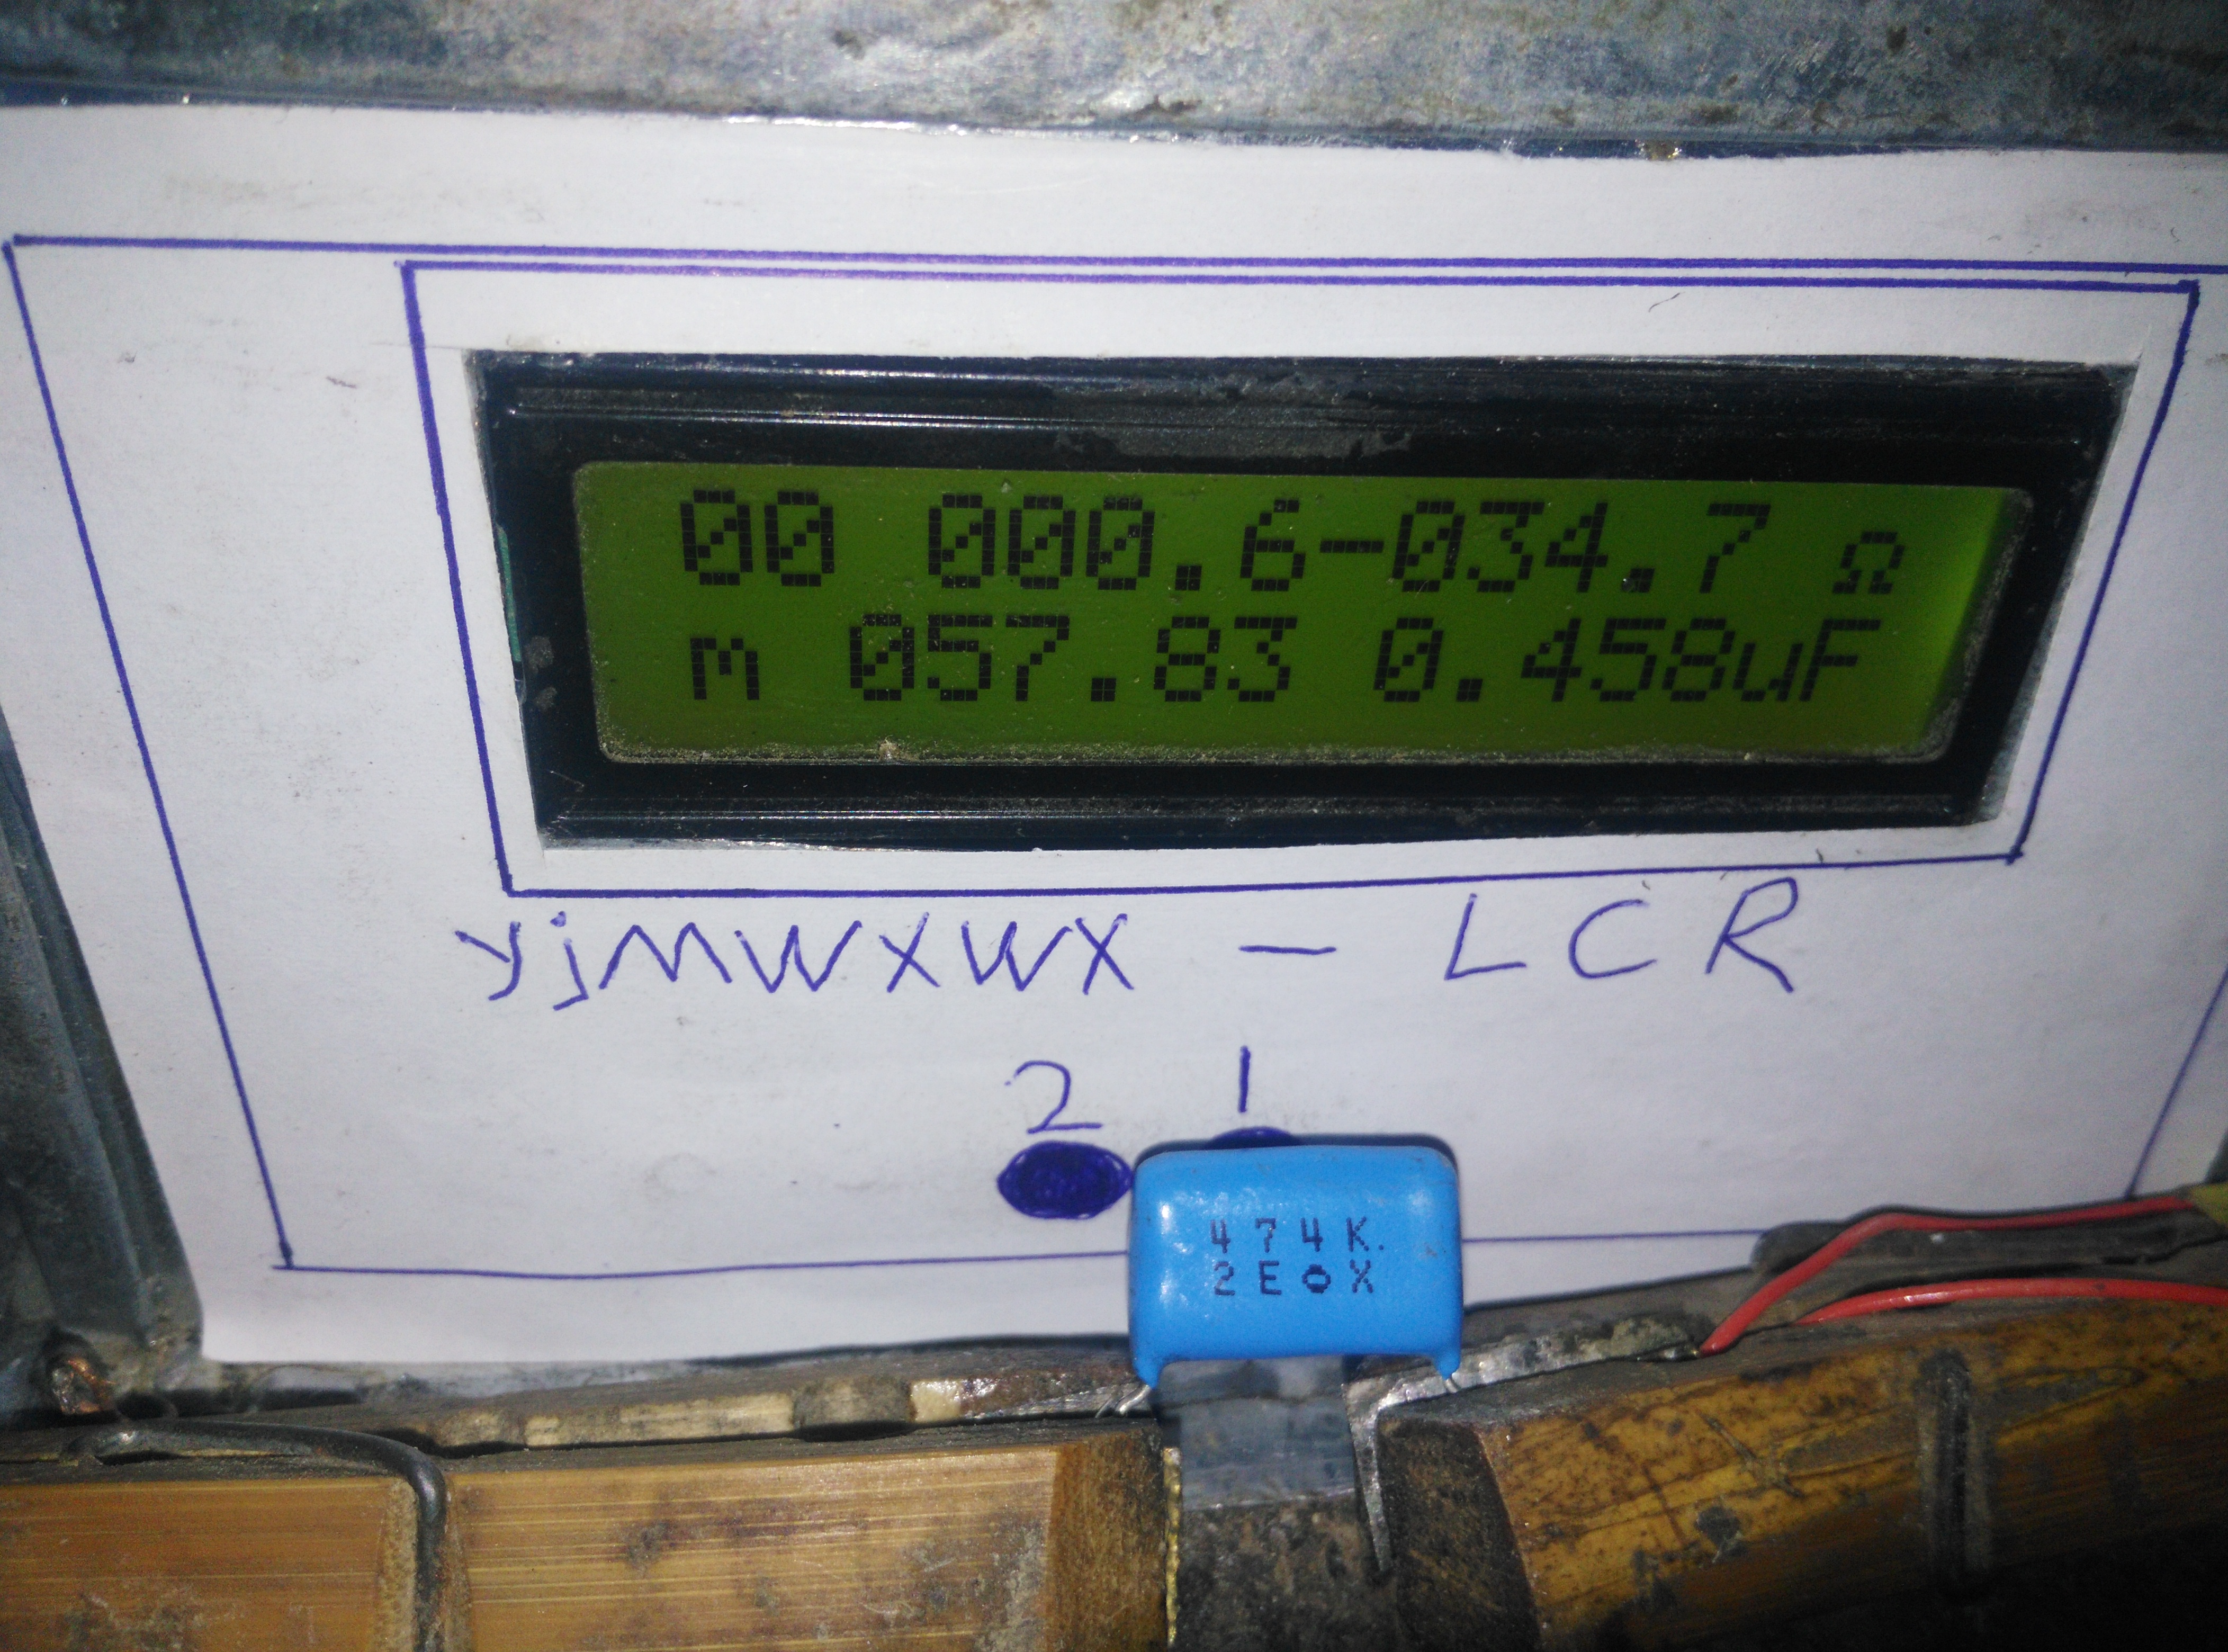 00 000.6-034.7 Ω
m 057.83 0.458uF
yjMWXWX - LCR
2 1
474K.
2E X